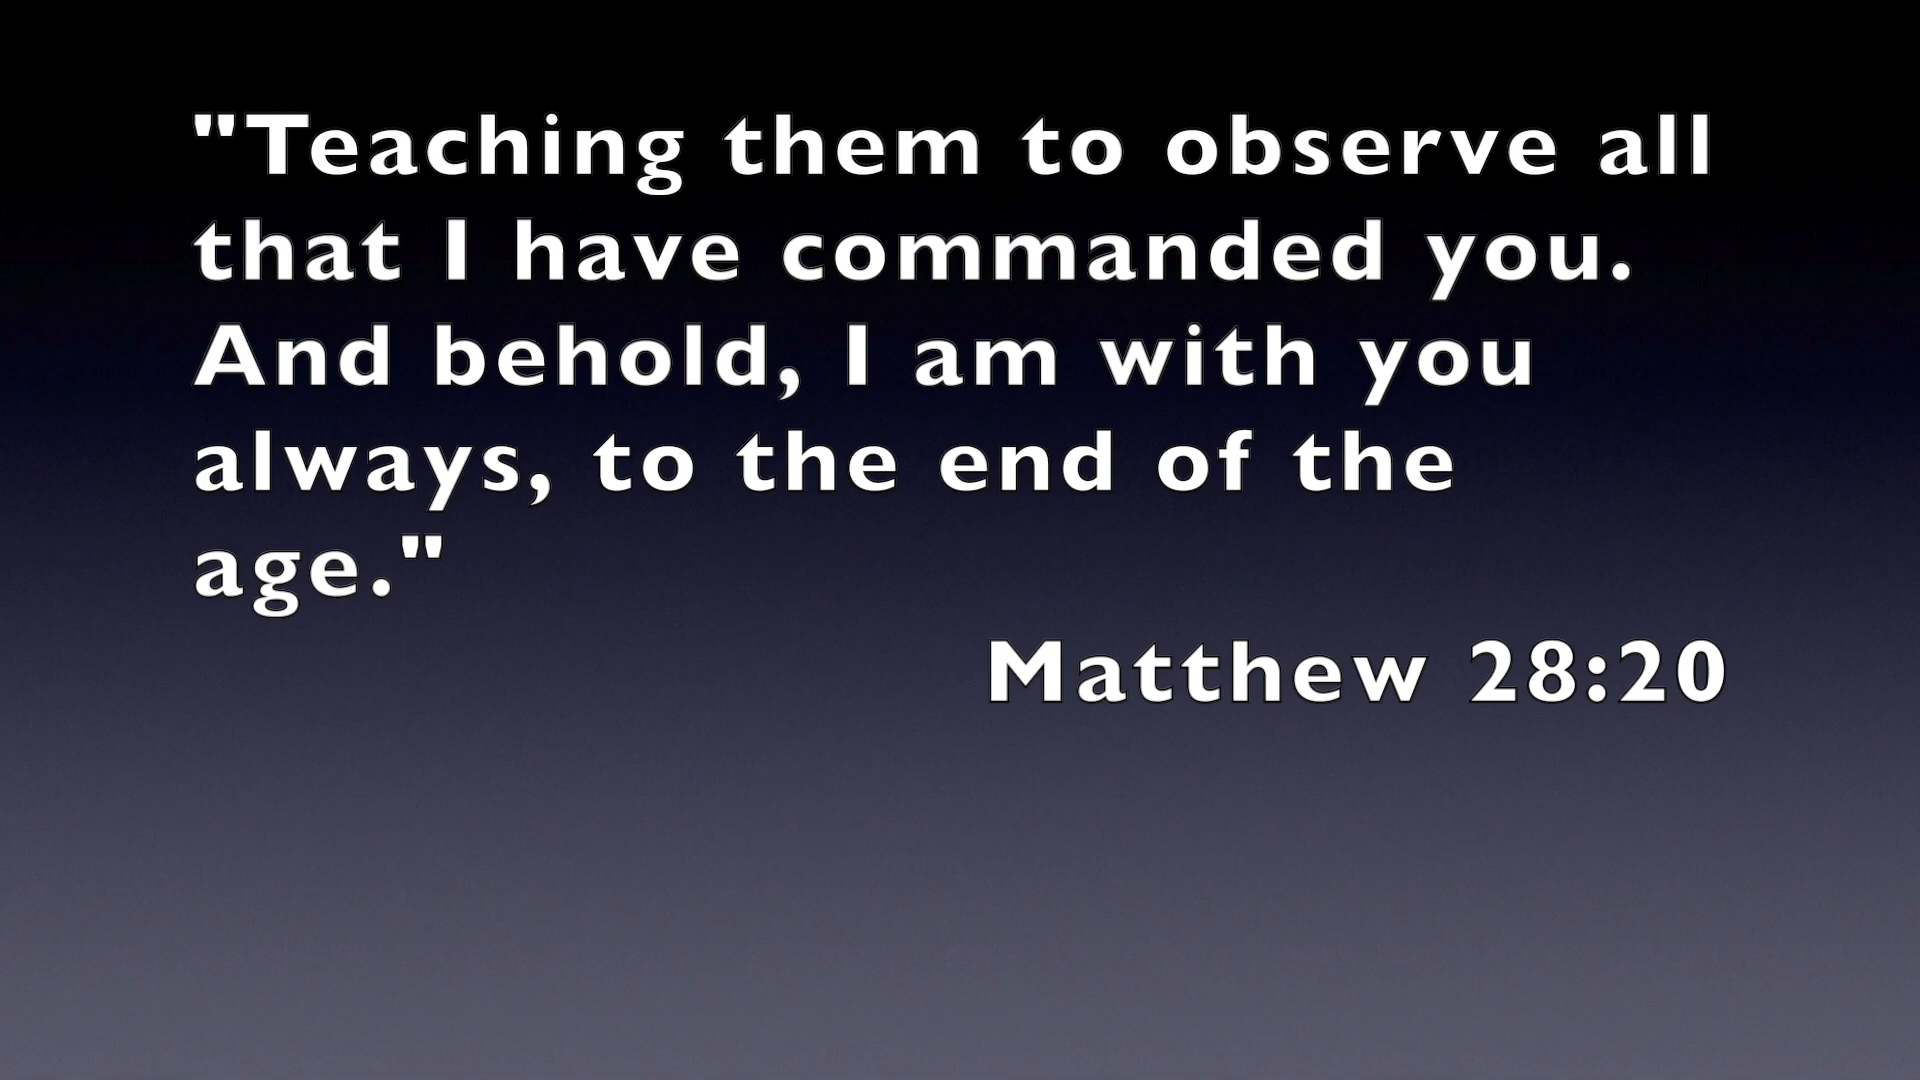 "Teaching them to observe all
that I have commanded you.
And behold, I am with you
always, to the end of the
age."
Matthew 28:20